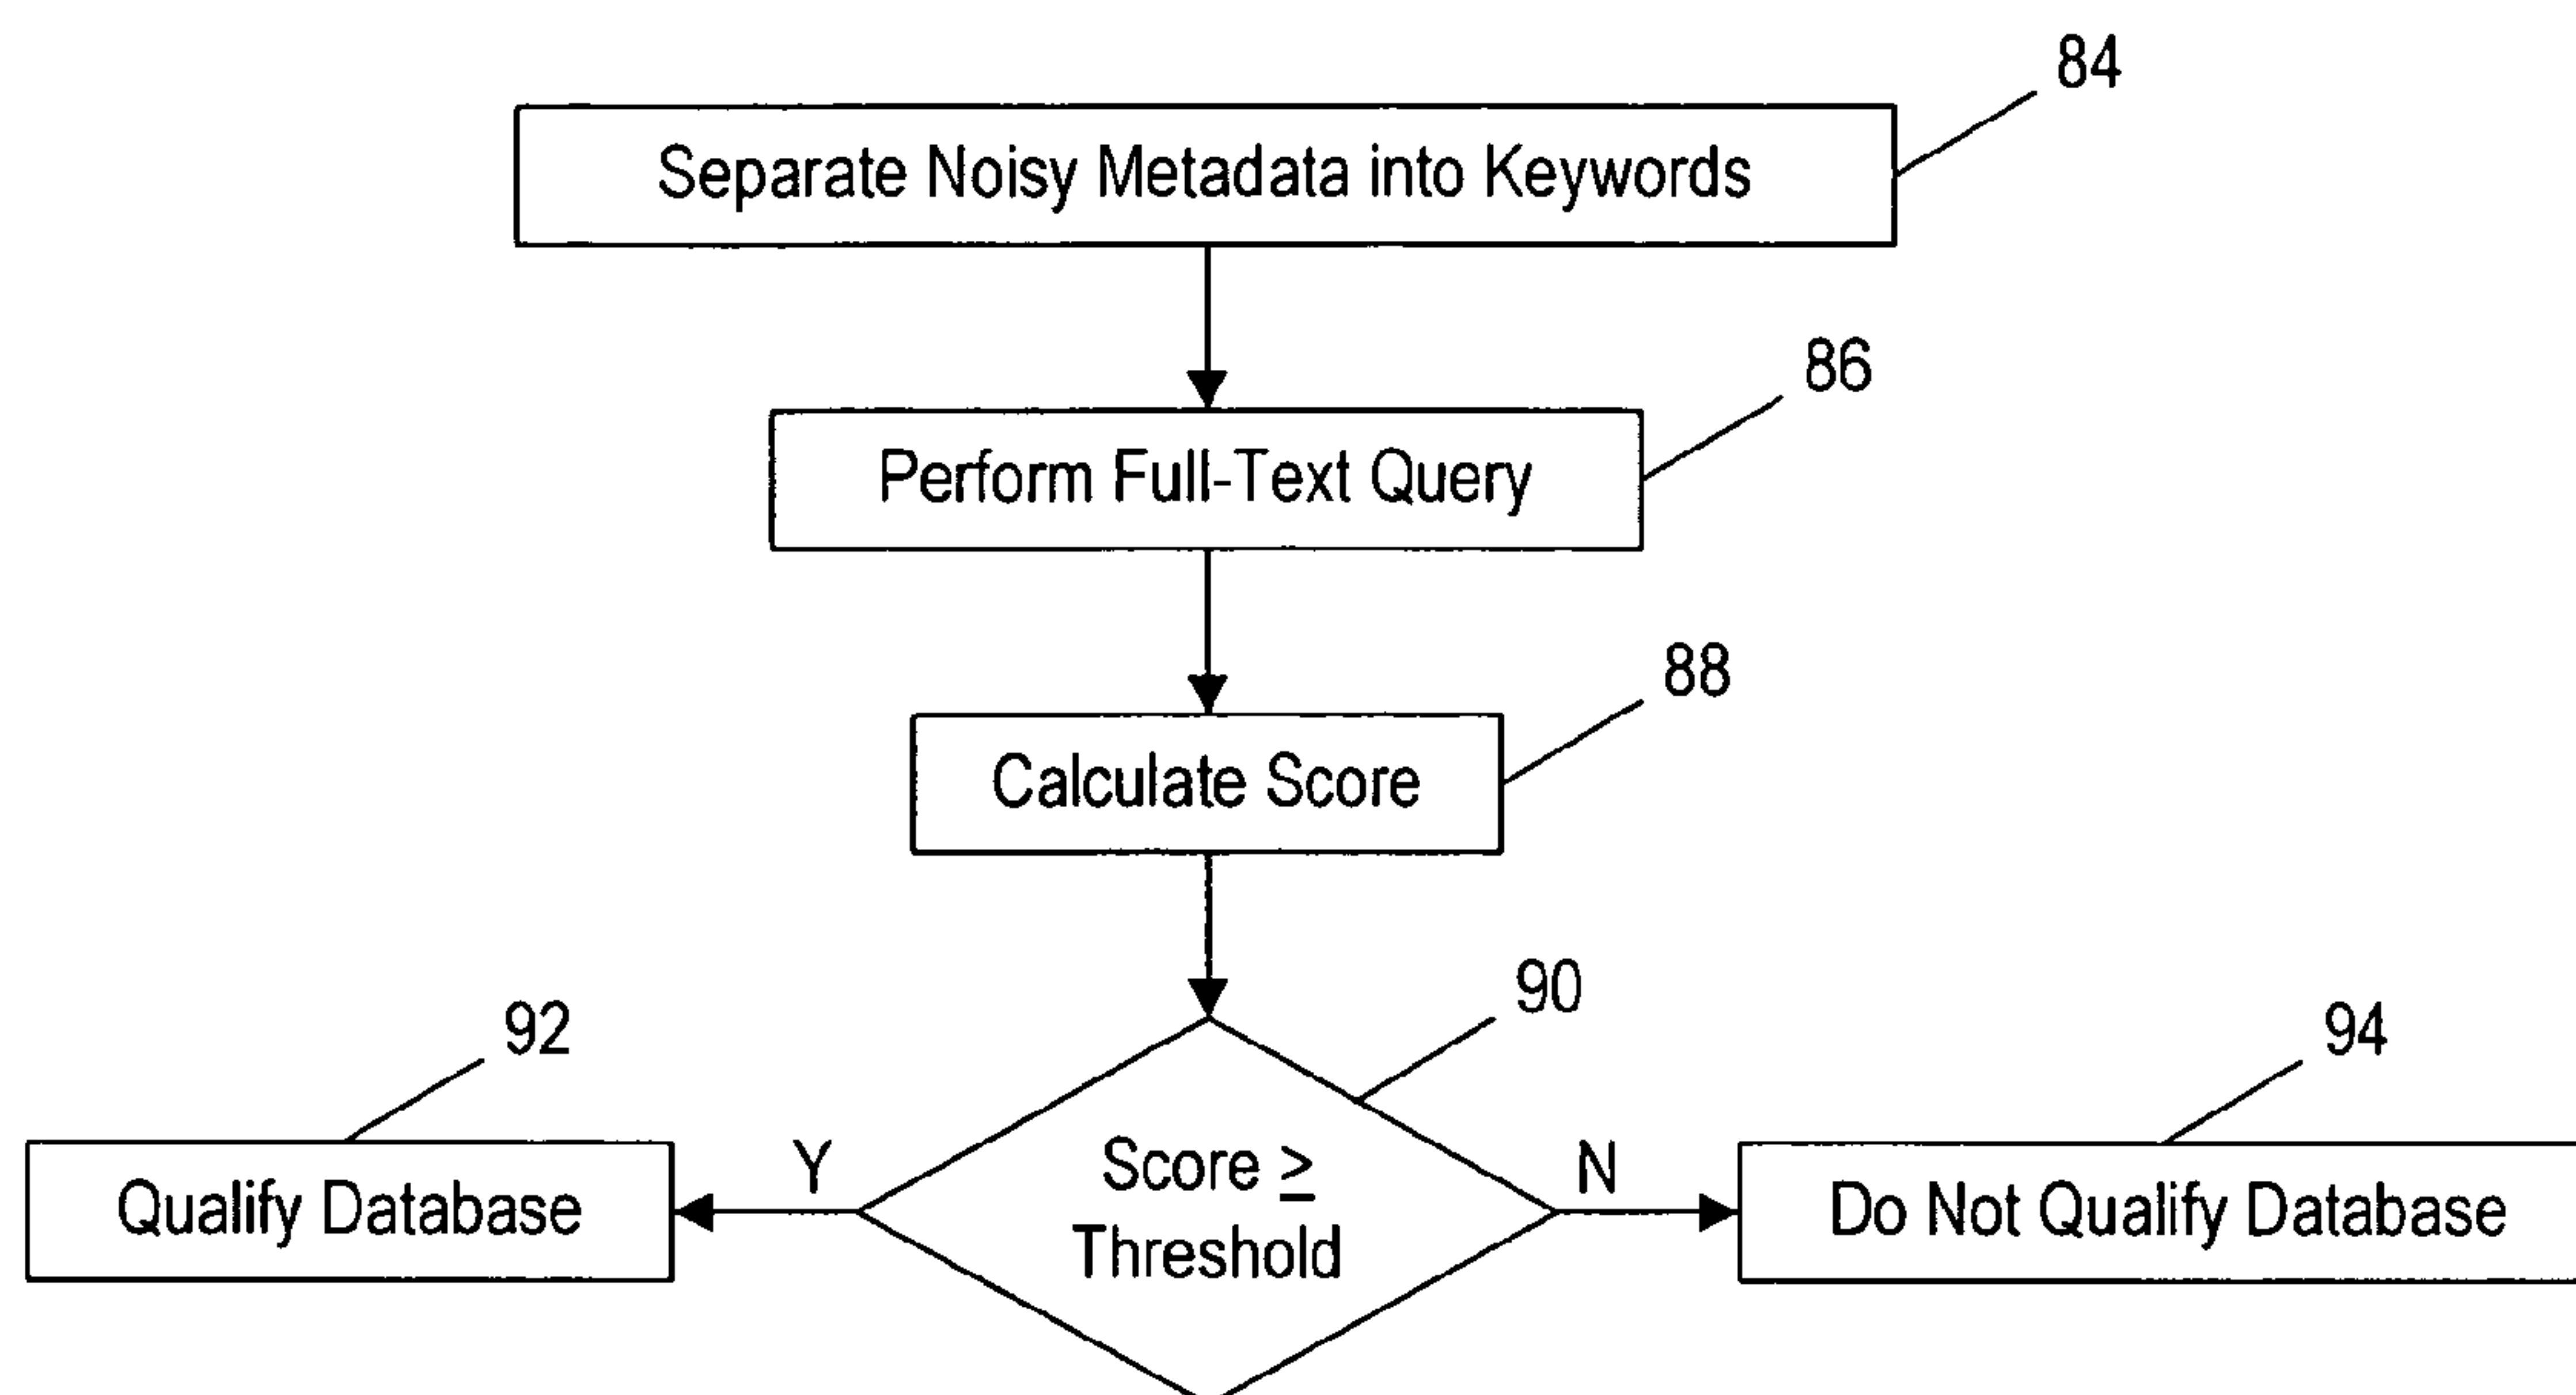 84
Separate Noisy Metadata into Keywords
86
Perform Full-Text Query
88
Calculate Score
90
92
94
Y
Score ≥
N
Threshold
Qualify Database
Do Not Qualify Database